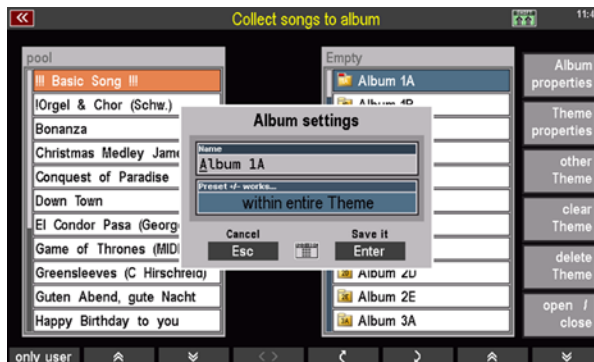 Collect songs to album
11:4
pool
!!! Basic Song !!!
!Orgel & Chor (Schw.)
Bonanza
Christmas Medley Jame
Conquest of Paradise
Down Town
El Condor Pasa (Georg
Game of Thrones (MIDI
Greensleeves (C Hirschfeld)
Guten Abend, gute Nacht
Happy Birthday to you
Empty
Album 1A
Album 1B
Album settings
Name
Album 1A
Preset +/- works...
within entire Theme
Cancel
Save it
Esc
Enter
Album 2D
Album 2E
Album 3A
Album
properties
Theme
properties
other
Theme
clear
Theme
delete
Theme
open /
close
only user